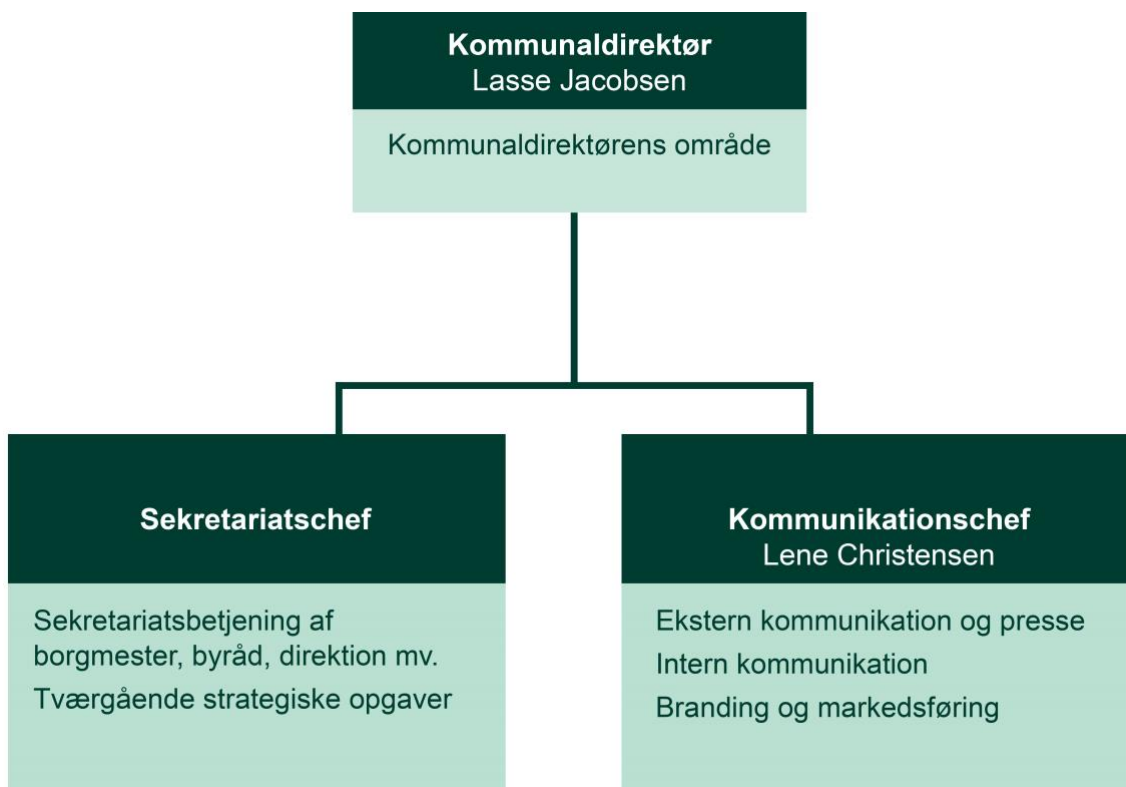 Kommunaldirektør
Lasse Jacobsen
Kommunaldirektørens område
Sekretariatschef
Sekretariatsbetjening af
borgmester, byråd, direktion mv.
Tværgående strategiske opgaver
Kommunikationschef
Lene Christensen
Ekstern kommunikation og presse
Intern kommunikation
Branding og markedsføring